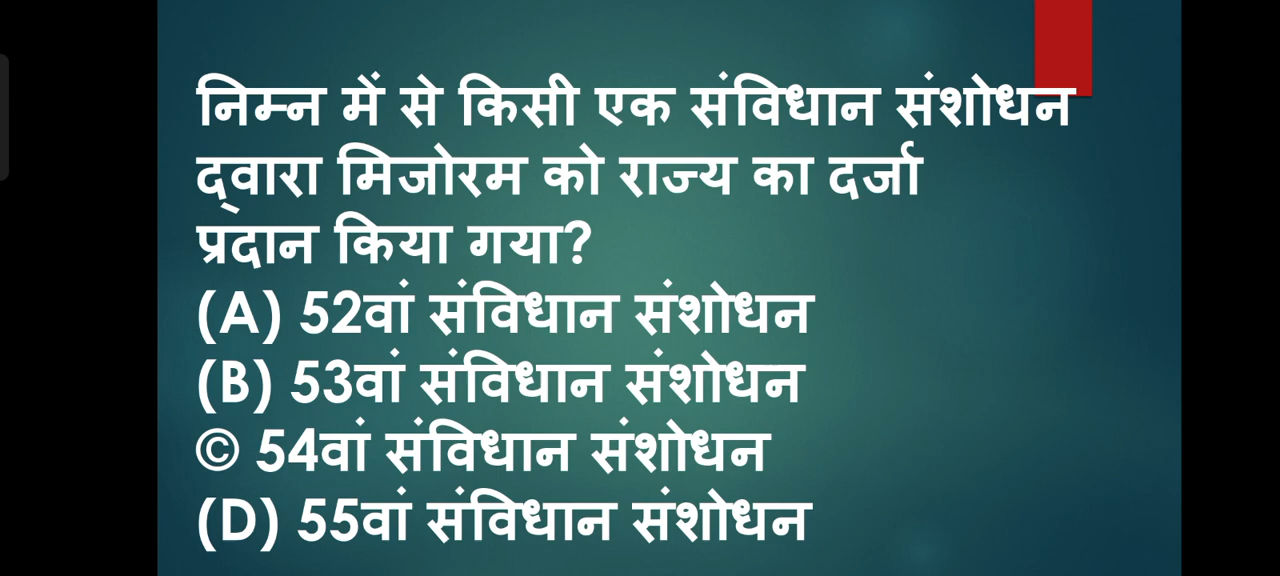 निम्न में से किसी एक संविधान संशोधन
द्वारा मिजोरम को राज्य का दर्जा
प्रदान किया गया?
(A) 52वां संविधान संशोधन
(B) 53वां संविधान संशोधन
© 54वां संविधान संशोधन
(D) 55वां संविधान संशोधन